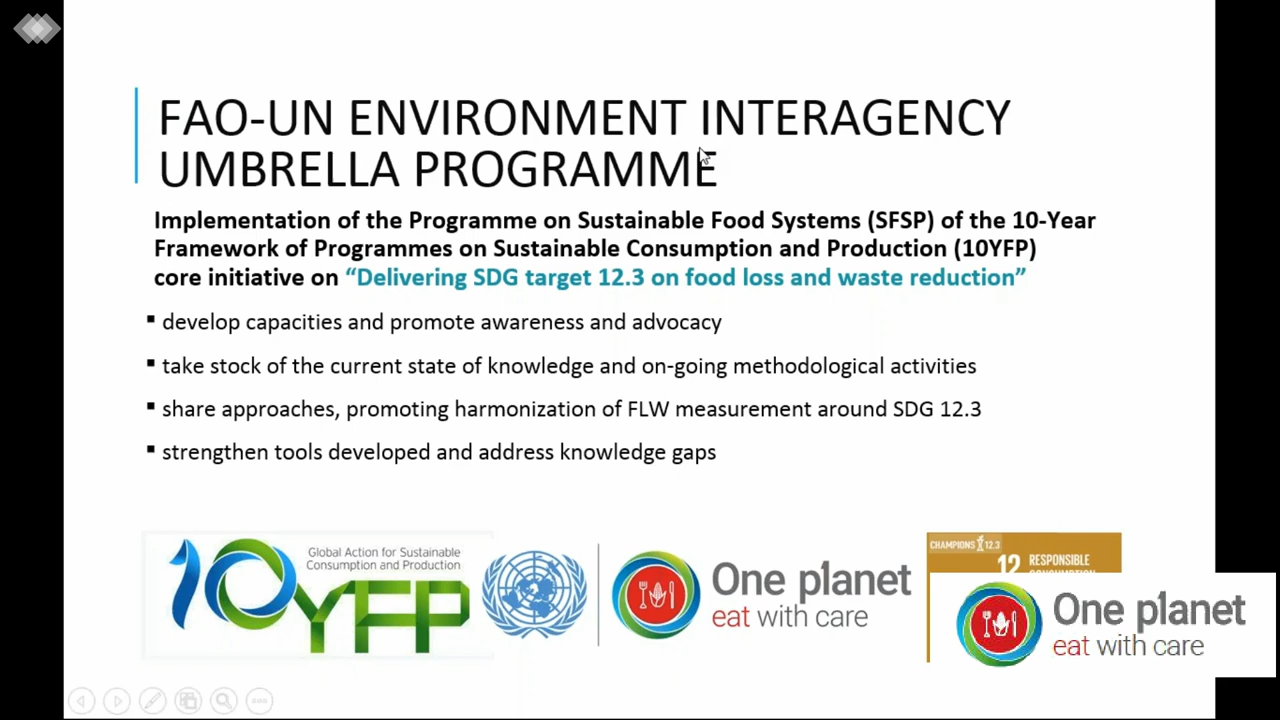 FAO-UN ENVIRONMENT INTERAGENCY
UMBRELLA PROGRAMME
Implementation of the Programme on Sustainable Food Systems (SFSP) of the 10-Year
Framework of Programmes on Sustainable Consumption and Production (10YFP)
core initiative on “Delivering SDG target 12.3 on food loss and waste reduction”
▪ develop capacities and promote awareness and advocacy
▪ take stock of the current state of knowledge and on-going methodological activities
▪ share approaches, promoting harmonization of FLW measurement around SDG 12.3
▪ strengthen tools developed and address knowledge gaps
Global Action for Sustainable
Consumption and Production
10YFP
One planet
eat with care
CHAMPIONS 12.3
12 RESPONSIBLE
One planet
eat with care